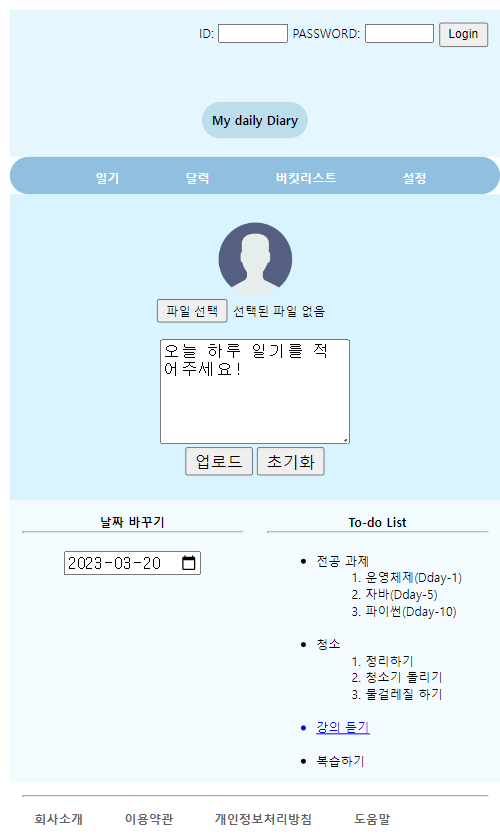 ID: PASSWORD: Login
My daily Diary
일기 달력 버킷리스트 설정
파일 선택 선택된 파일 없음
오늘 하루 일기를 적
어주세요!
업로드 초기화
날짜 바꾸기
2023-03-20
To-do List
전공 과제
1. 운영체제(Dday-1)
2. 자바(Dday-5)
3. 파이썬(Dday-10)
청소
1. 정리하기
2. 청소기 돌리기
3. 물걸레질 하기
강의 듣기
복습하기
회사소개 이용약관 개인정보처리방침 도움말